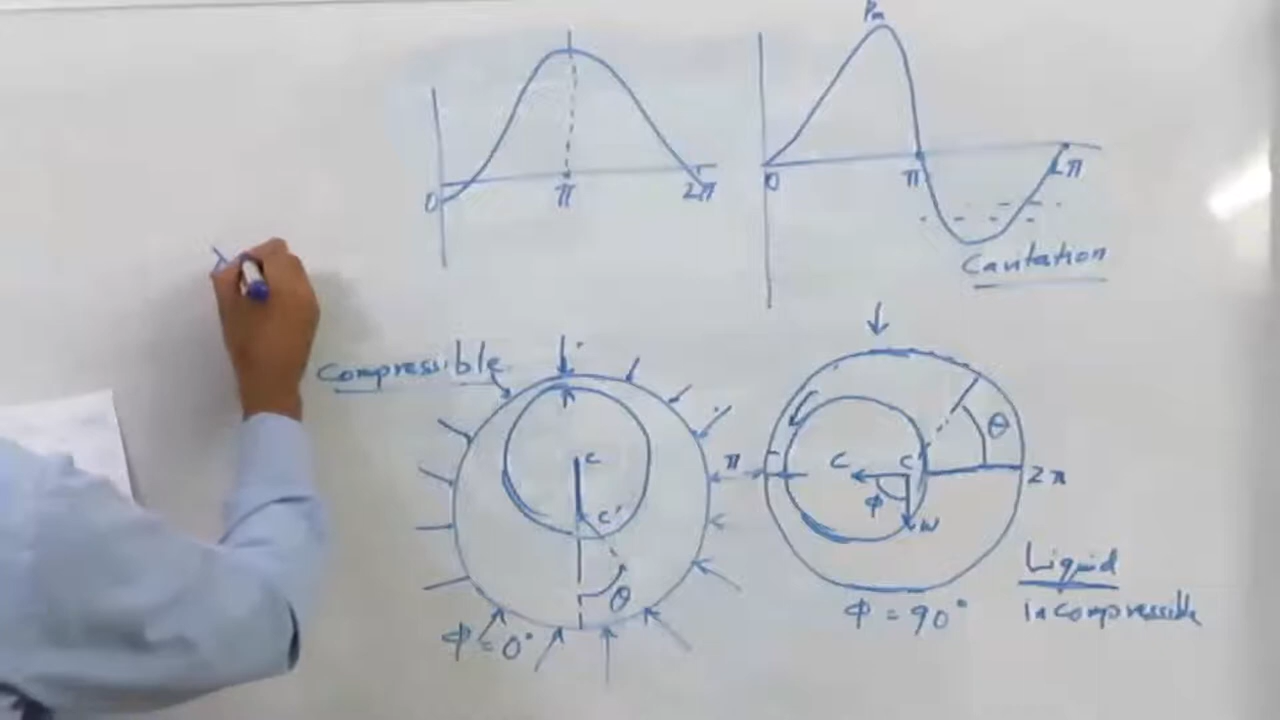 Pm
0 π 2π
0 π 2π
Cavitation
Compressible
C
C'
θ
Φ = 0°
π
C C'
θ
2π
Φ
W
Φ = 90°
Liquid
incompressible